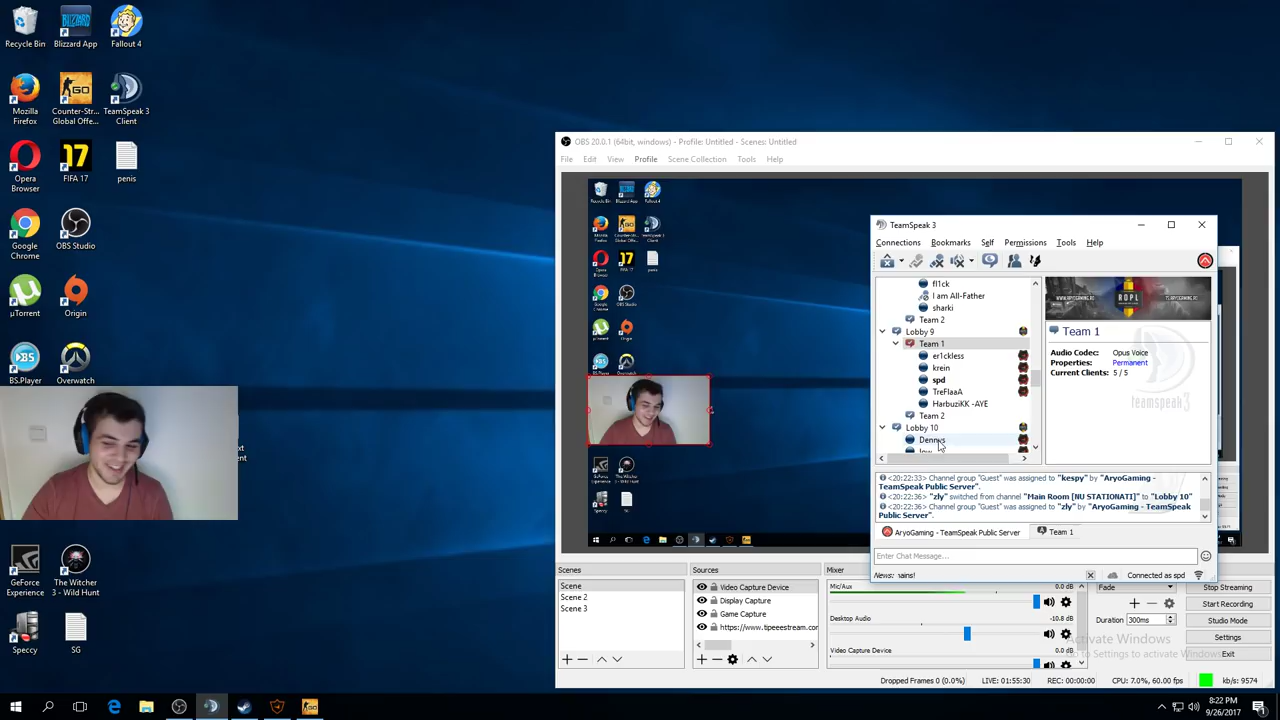 Recycle Bin
Blizzard App
Fallout 4
Mozilla Firefox
Counter-Str... Global Offe...
TeamSpeak 3 Client
Opera Browser
17
FIFA 17
penis
Google Chrome
OBS Studio
µTorrent
Origin
BS.Player
Overwatch
ext
nt
GeForce Experience
The Witcher 3 - Wild Hunt
Speccy
SG
OBS 20.0.1 (64bit, windows) - Profile: Untitled - Scenes: Untitled
File Edit View Profile Scene Collection Tools Help
TeamSpeak 3
Connections Bookmarks Self Permissions Tools Help
fl1ck
I am All-Father
sharki
Team 2
Lobby 9
Team 1
er1ckless
krein
spd
TreFlaaA
HarbuziKK -AYE
Team 2
Lobby 10
Dennys
ROPL
Team 1
Audio Codec: Opus Voice
Properties: Permanent
Current Clients: 5 / 5
teamspeak
<20:22:33> Channel group "Guest" was assigned to "kespy" by "AryoGaming -
TeamSpeak Public Server".
<20:22:36> "zly" switched from channel "Main Room [NU STATIONATI]" to "Lobby 10"
<20:22:36> Channel group "Guest" was assigned to "zly" by "AryoGaming - TeamSpeak
Public Server".
AryoGaming - TeamSpeak Public Server
Team 1
Enter Chat Message...
News: ains!
Connected as spd
Scenes
Scene
Scene 2
Scene 3
Sources
Video Capture Device
Display Capture
Game Capture
https://www.tipeeestream.com
Mixer
Mic/Aux 0.0 dB
Desktop Audio -10.8 dB
Video Capture Device 0.0 dB
Fade
Duration 300ms
Stop Streaming
Start Recording
Studio Mode
Settings
Exit
Activate Windows
Go to Settings to activate Windows.
Dropped Frames 0 (0.0%) LIVE: 01:55:30 REC: 00:00:00 CPU: 7.0%, 60.00 fps kb/s: 9574
8:22 PM
9/26/2017